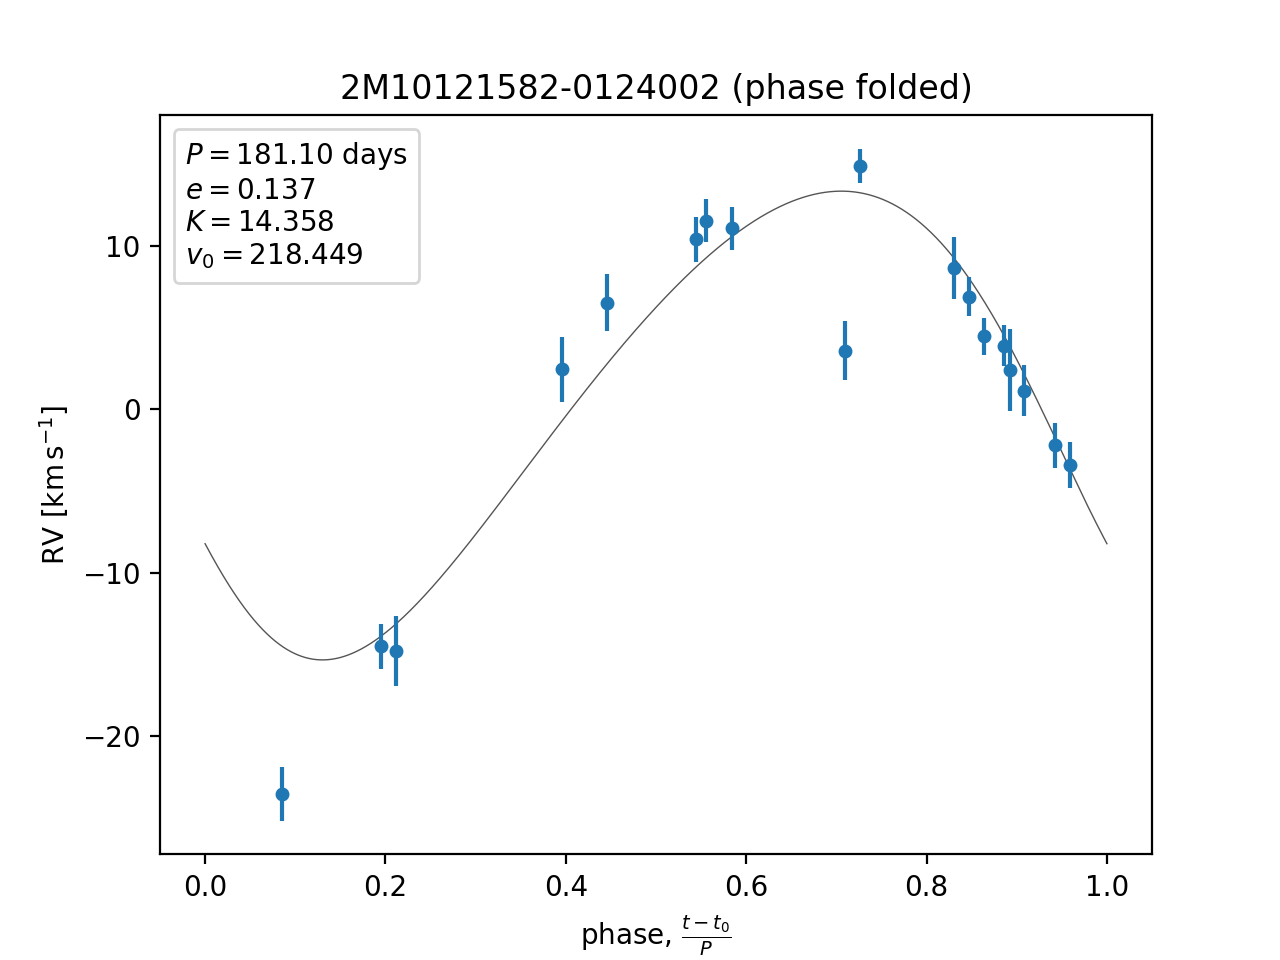 2M10121582-0124002 (phase folded)
P = 181.10 days
e = 0.137
K = 14.358
v₀ = 218.449
10
0
−10
−20
RV [km s⁻¹]
0.0 0.2 0.4 0.6 0.8 1.0
phase, (t − t₀)/P